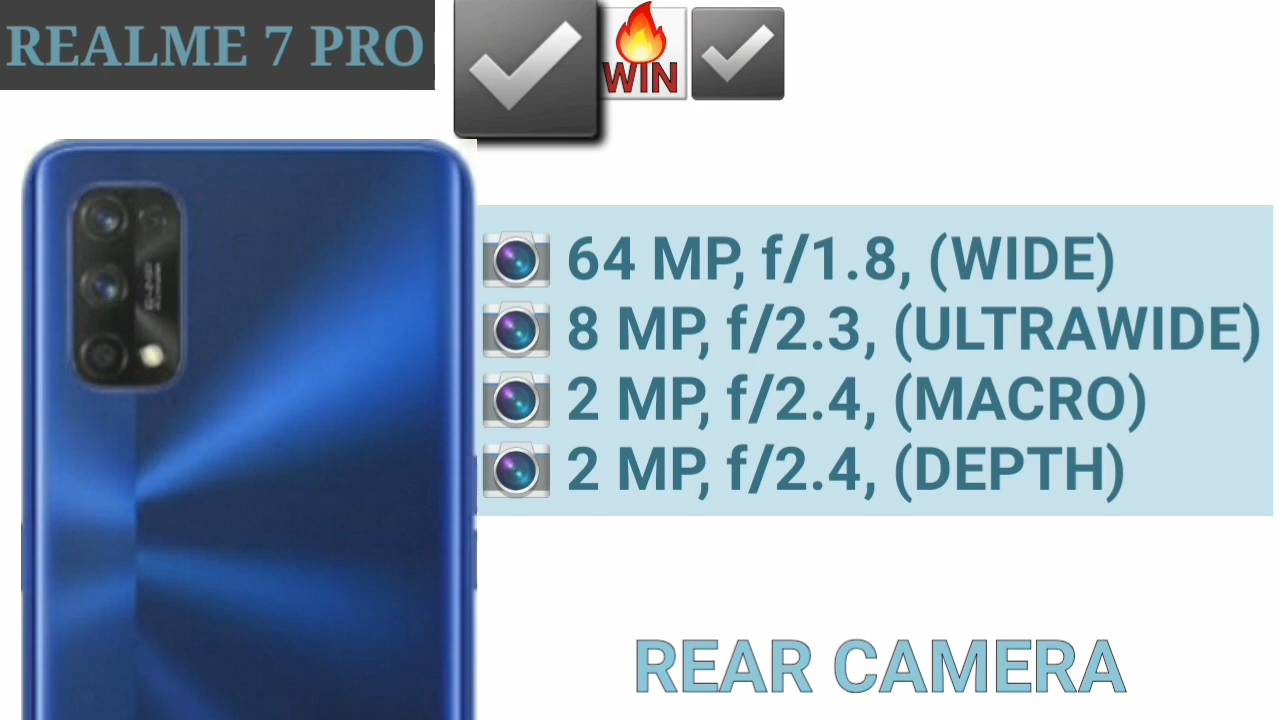 REALME 7 PRO
WIN
64 MP, f/1.8, (WIDE)
8 MP, f/2.3, (ULTRAWIDE)
2 MP, f/2.4, (MACRO)
2 MP, f/2.4, (DEPTH)
REAR CAMERA